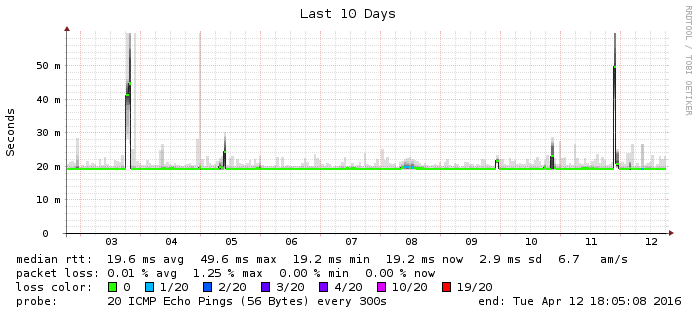 Last 10 Days
RRDTOOL / TOBI OETIKER
Seconds
50 m
40 m
30 m
20 m
10 m
0
03 04 05 06 07 08 09 10 11 12
median rtt: 19.6 ms avg 49.6 ms max 19.2 ms min 19.2 ms now 2.9 ms sd 6.7 am/s
packet loss: 0.01 % avg 1.25 % max 0.00 % min 0.00 % now
loss color: 0 1/20 2/20 3/20 4/20 10/20 19/20
probe: 20 ICMP Echo Pings (56 Bytes) every 300s end: Tue Apr 12 18:05:08 2016